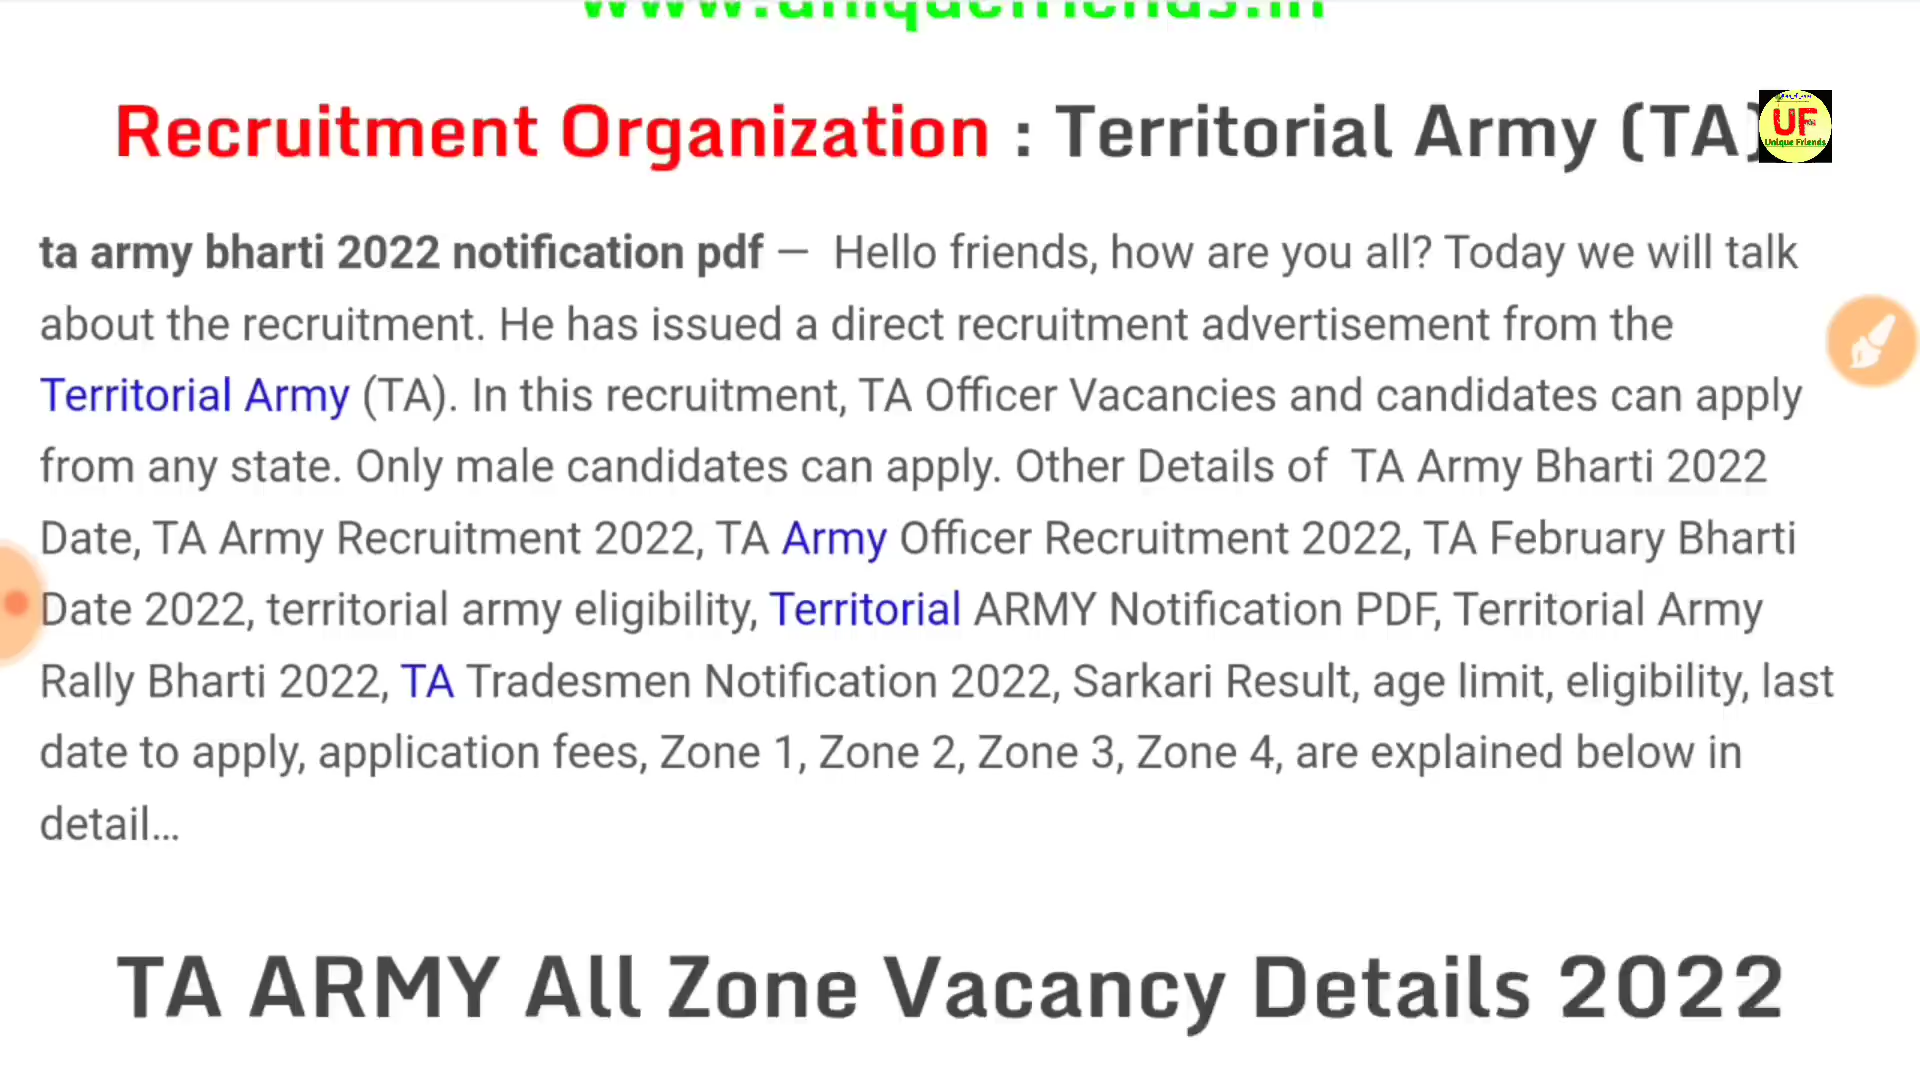 www.uniquefriends.in
Recruitment Organization : Territorial Army (TA)
UF
Unique Friends
ta army bharti 2022 notification pdf — Hello friends, how are you all? Today we will talk
about the recruitment. He has issued a direct recruitment advertisement from the
Territorial Army (TA). In this recruitment, TA Officer Vacancies and candidates can apply
from any state. Only male candidates can apply. Other Details of TA Army Bharti 2022
Date, TA Army Recruitment 2022, TA Army Officer Recruitment 2022, TA February Bharti
Date 2022, territorial army eligibility, Territorial ARMY Notification PDF, Territorial Army
Rally Bharti 2022, TA Tradesmen Notification 2022, Sarkari Result, age limit, eligibility, last
date to apply, application fees, Zone 1, Zone 2, Zone 3, Zone 4, are explained below in
detail...
TA ARMY All Zone Vacancy Details 2022